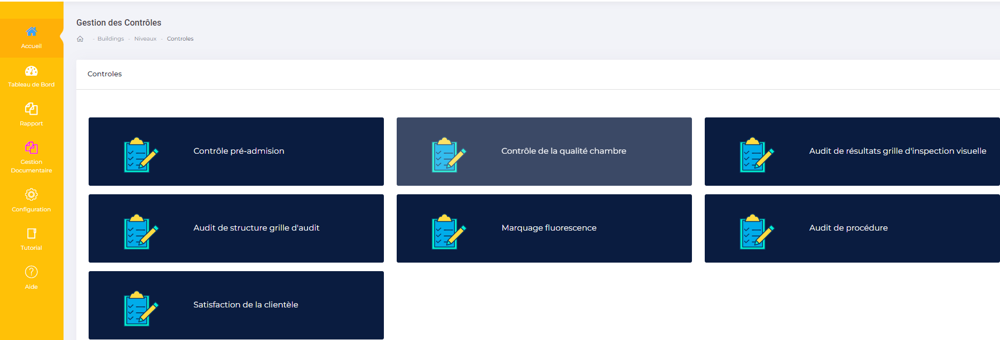 Accueil
Tableau de Bord
Rapport
Gestion
Documentaire
Configuration
Tutorial
Aide
Gestion des Contrôles
- Buildings - Niveaux - Controles
Controles
Contrôle pré-admision
Contrôle de la qualité chambre
Audit de résultats grille d'inspection visuelle
Audit de structure grille d'audit
Marquage fluorescence
Audit de procédure
Satisfaction de la clientèle